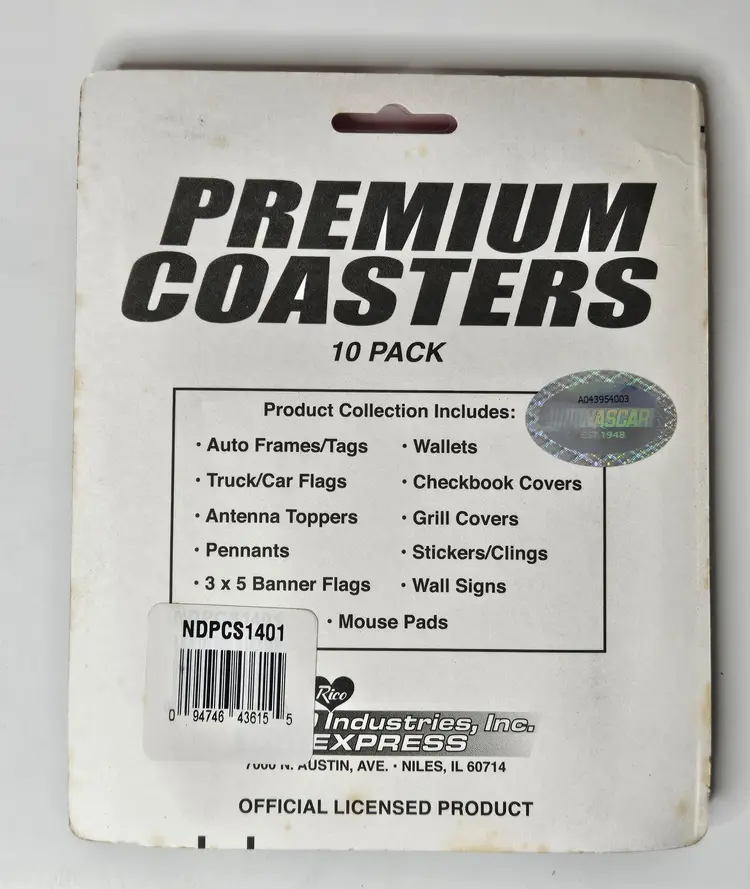 PREMIUM
COASTERS
10 PACK
A043954003
Product Collection Includes:
NASCAR
EST.1948
• Auto Frames/Tags
• Wallets
• Truck/Car Flags
• Checkbook Covers
• Antenna Toppers
• Grill Covers
• Pennants
• Stickers/Clings
• 3 x 5 Banner Flags
• Wall Signs
• Mouse Pads
NDPCS1401
0 94746 43615 5
Rico
Industries, Inc.
EXPRESS
N. AUSTIN, AVE. • NILES, IL 60714
OFFICIAL LICENSED PRODUCT